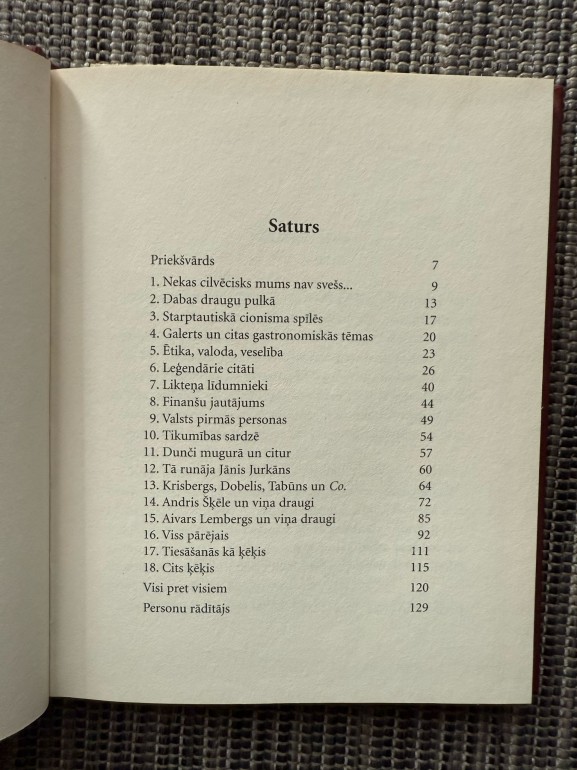 Saturs
Priekšvārds 7
1. Nekas cilvēcisks mums nav svešs... 9
2. Dabas draugu pulkā 13
3. Starptautiskā cionisma spīlēs 17
4. Galerts un citas gastronomiskās tēmas 20
5. Ētika, valoda, veselība 23
6. Leģendārie citāti 26
7. Likteņa līdumnieki 40
8. Finanšu jautājums 44
9. Valsts pirmās personas 49
10. Tikumības sardzē 54
11. Dunči mugurā un citur 57
12. Tā runāja Jānis Jurkāns 60
13. Krisbergs, Dobelis, Tabūns un Co. 64
14. Andris Šķēle un viņa draugi 72
15. Aivars Lembergs un viņa draugi 85
16. Viss pārējais 92
17. Tiesāšanās kā ķēķis 111
18. Cits ķēķis 115
Visi pret visiem 120
Personu rādītājs 129